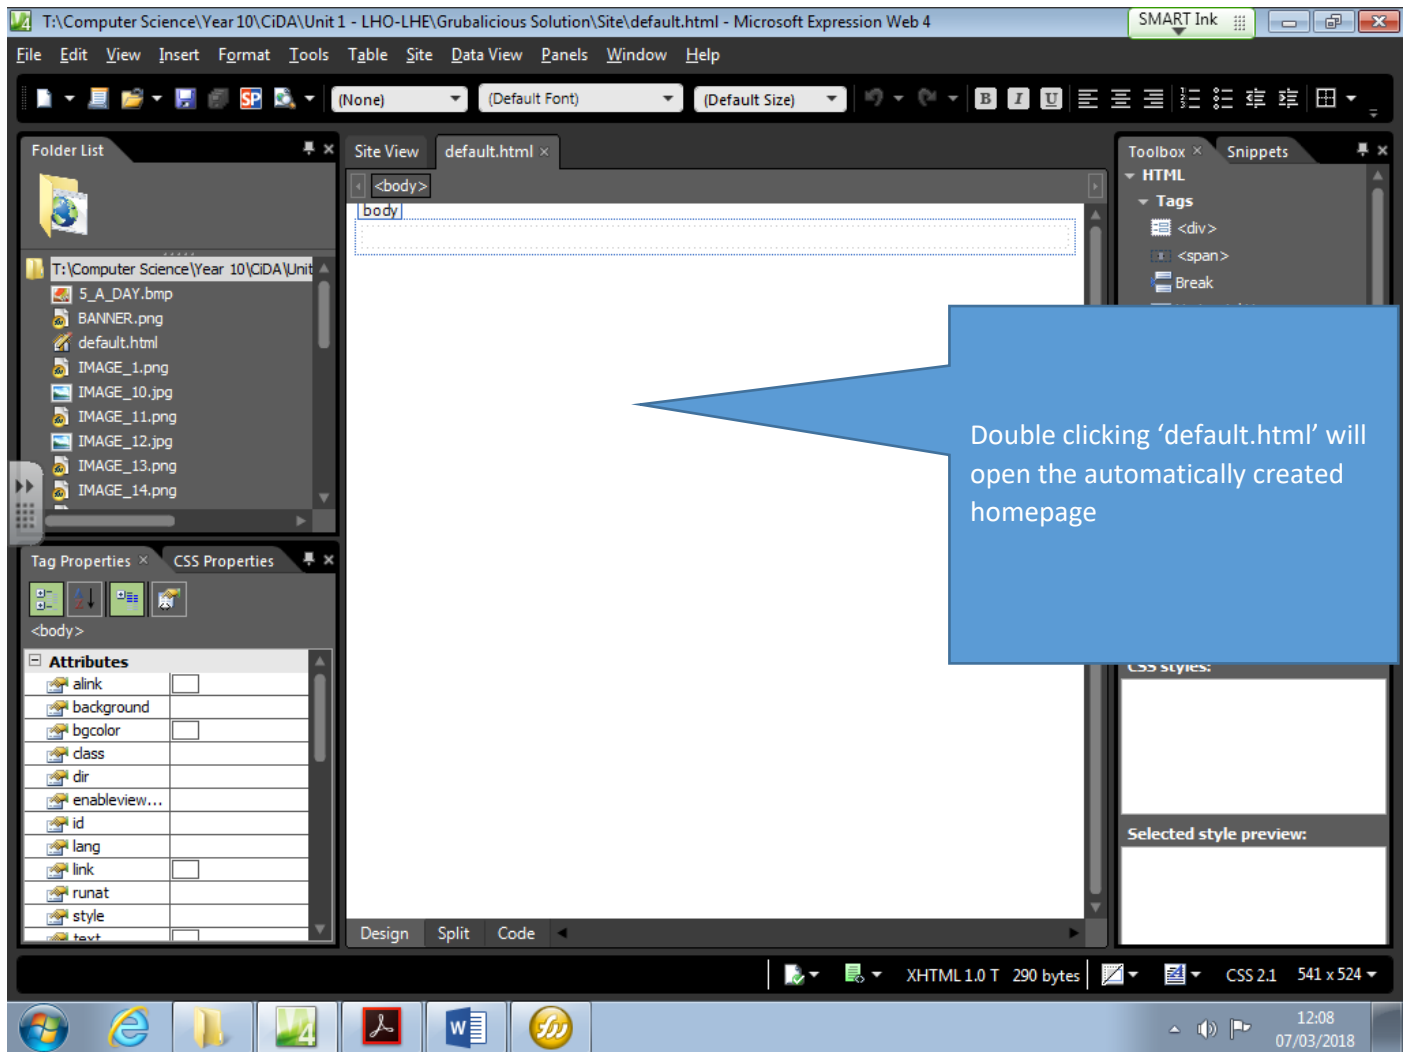 T:\Computer Science\Year 10\CiDA\Unit 1 - LHO-LHE\Grubalicious Solution\Site\default.html - Microsoft Expression Web 4
SMART Ink
File Edit View Insert Format Tools Table Site Data View Panels Window Help
SP (None) (Default Font) (Default Size) B I U
Folder List
T:\Computer Science\Year 10\CiDA\Unit
5_A_DAY.bmp
BANNER.png
default.html
IMAGE_1.png
IMAGE_10.jpg
IMAGE_11.png
IMAGE_12.jpg
IMAGE_13.png
IMAGE_14.png
Tag Properties CSS Properties
<body>
Attributes
alink
background
bgcolor
class
dir
enableview...
id
lang
link
runat
style
text
Site View default.html
<body>
body
Design Split Code
Toolbox Snippets
HTML
Tags
<div>
<span>
Break
Double clicking ‘default.html’ will
open the automatically created
homepage
CSS styles:
Selected style preview:
XHTML 1.0 T 290 bytes CSS 2.1 541 x 524
12:08
07/03/2018